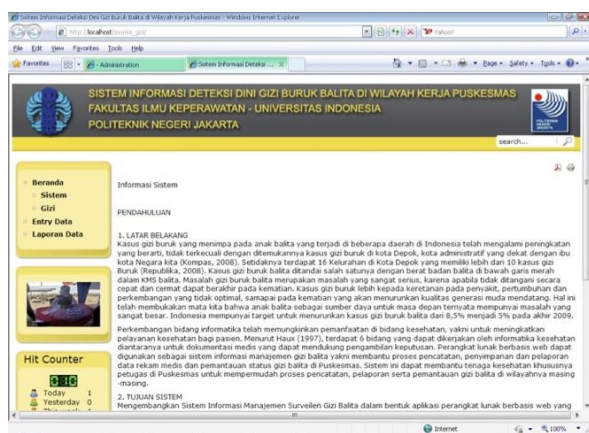 Sistem Informasi Deteksi Dini Gizi Buruk Balita di Wilayah Kerja Puskesmas - Windows Internet Explorer
http://localhost/joomla_gizi/
Yahoo!
File Edit View Favorites Tools Help
Favorites
- Administration
Sistem Informasi Deteksi ...
Page Safety Tools
SISTEM INFORMASI DETEKSI DINI GIZI BURUK BALITA DI WILAYAH KERJA PUSKESMAS
FAKULTAS ILMU KEPERAWATAN - UNIVERSITAS INDONESIA
POLITEKNIK NEGERI JAKARTA
POLITEKNIK NEGERI JAKARTA
search...
Beranda
Sistem
Gizi
Entry Data
Laporan Data
Informasi Sistem
PENDAHULUAN
1. LATAR BELAKANG
Kasus gizi buruk yang menimpa pada anak balita yang terjadi di beberapa daerah di Indonesia telah mengalami peningkatan
yang berarti, tidak terkecuali dengan ditemukannya kasus gizi buruk di kota Depok, kota administratif yang dekat dengan ibu
kota Negara kita (Kompas, 2008). Setidaknya terdapat 16 Kelurahan di Kota Depok yang memiliki lebih dari 10 kasus gizi
Buruk (Republika, 2008). Kasus gizi buruk balita ditandai salah satunya dengan berat badan balita di bawah garis merah
dalam KMS balita. Masalah gizi buruk balita merupakan masalah yang sangat serius, karena apabila tidak ditangani secara
cepat dan cermat dapat berakhir pada kematian. Kasus gizi buruk lebih kepada keretanan pada penyakit, pertumbuhan dan
perkembangan yang tidak optimal, samapai pada kematian yang akan menurunkan kualitas generasi muda mendatang. Hal ini
telah membukakan mata kita bahwa anak balita sebagai sumber daya untuk masa depan ternyata mempunyai masalah yang
sangat besar. Indonesia mempunyai target untuk menurunkan kasus gizi buruk balita dari 8,5% menjadi 5% pada akhir 2009.
Perkembangan bidang informatika telah memungkinkan pemanfaatan di bidang kesehatan, yakni untuk meningkatkan
pelayanan kesehatan bagi pasien. Menurut Haux (1997), terdapat 6 bidang yang dapat dikerjakan oleh informatika kesehatan
diantaranya untuk dokumentasi medis yang dapat mendukung pengambilan keputusan. Perangkat lunak berbasis web dapat
digunakan sebagai sistem informasi manajemen gizi balita yakni membantu proses pencatatan, penyimpanan dan pelaporan
data rekam medis dan pemantauan status gizi balita di Puskesmas. Sistem ini dapat membantu tenaga kesehatan khususnya
petugas di Puskesmas untuk mempermudah proses pencatatan, pelaporan serta pemantauan gizi balita di wilayahnya masing
-masing.
2. TUJUAN SISTEM
Mengembangkan Sistem Informasi Manajemen Surveilen Gizi Balita Dalam bentuk aplikasi perangkat lunak berbasis web yang
Hit Counter
Today 1
Yesterday 0
This week 1
Internet
100%